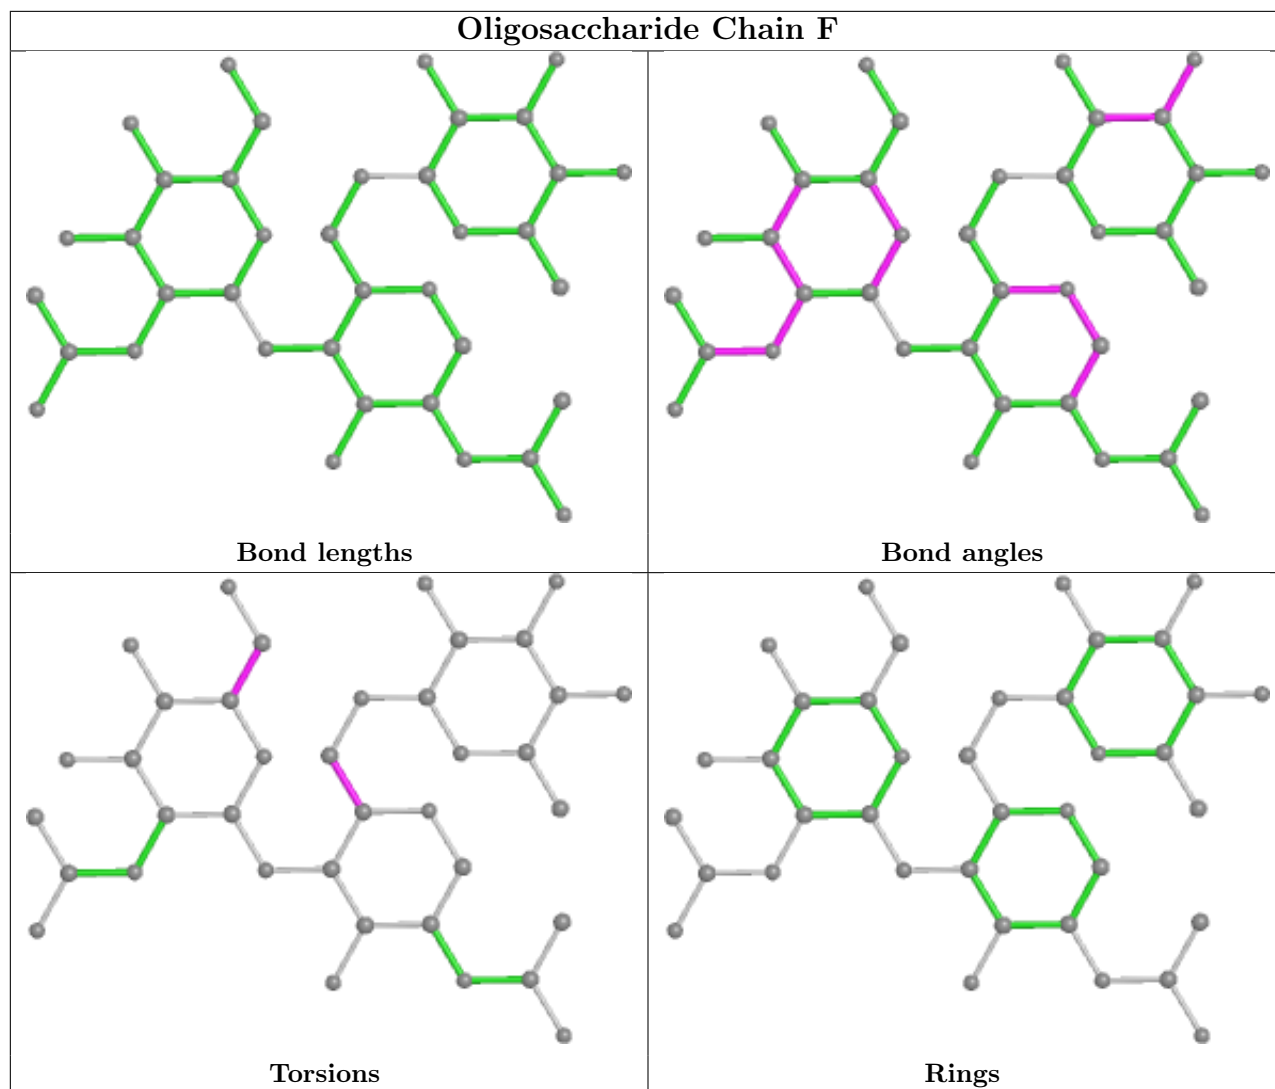 Oligosaccharide Chain F
Bond lengths
Bond angles
Torsions
Rings